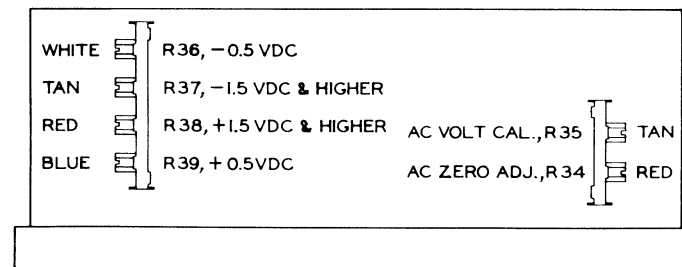 WHITE R36, −0.5 VDC
TAN R37, −1.5 VDC & HIGHER
RED R38, +1.5 VDC & HIGHER
BLUE R39, + 0.5VDC
AC VOLT CAL., R35 TAN
AC ZERO ADJ., R34 RED